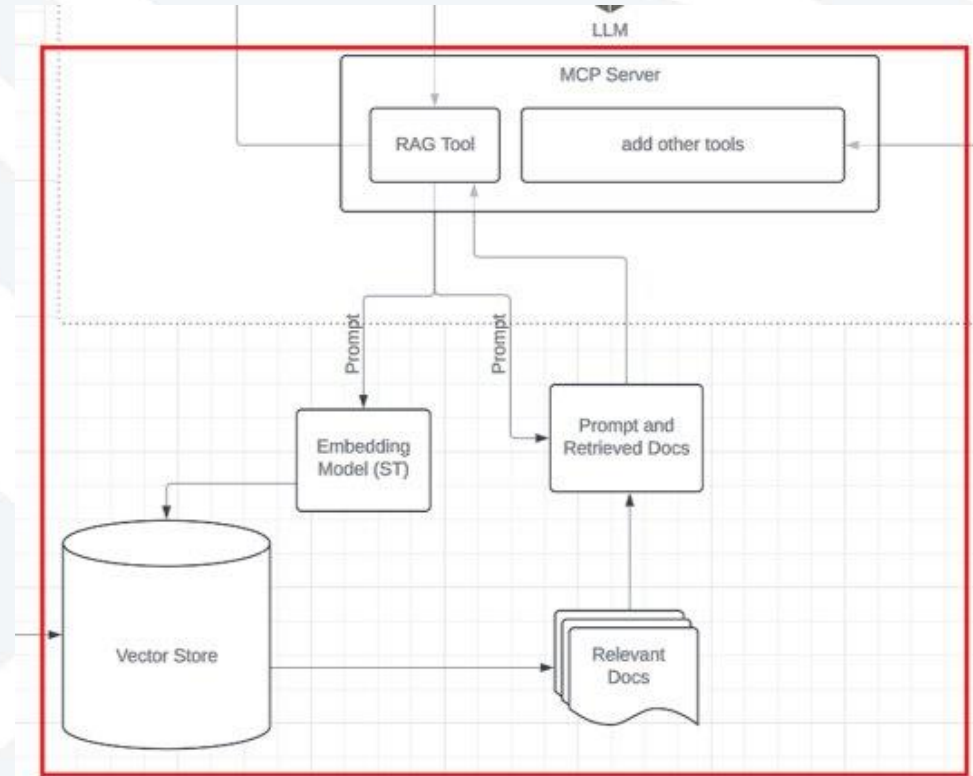 LLM
MCP Server
RAG Tool
add other tools
Prompt
Prompt
Embedding
Model (ST)
Prompt and
Retrieved Docs
Vector Store
Relevant
Docs